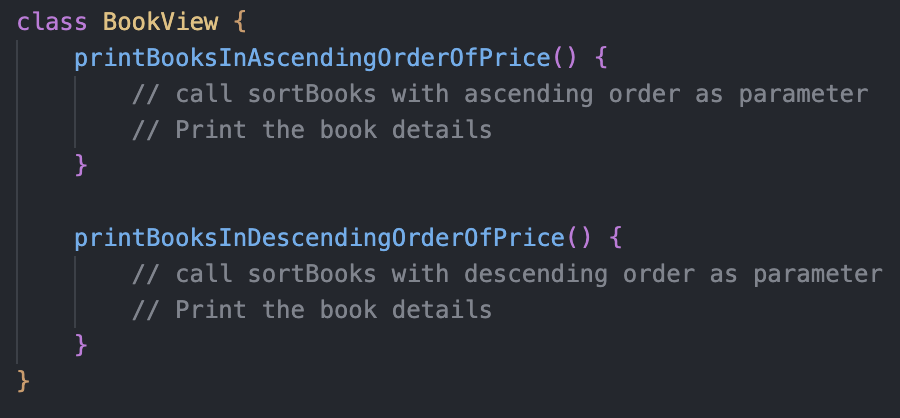 class BookView {
    printBooksInAscendingOrderOfPrice() {
        // call sortBooks with ascending order as parameter
        // Print the book details
    }

    printBooksInDescendingOrderOfPrice() {
        // call sortBooks with descending order as parameter
        // Print the book details
    }
}